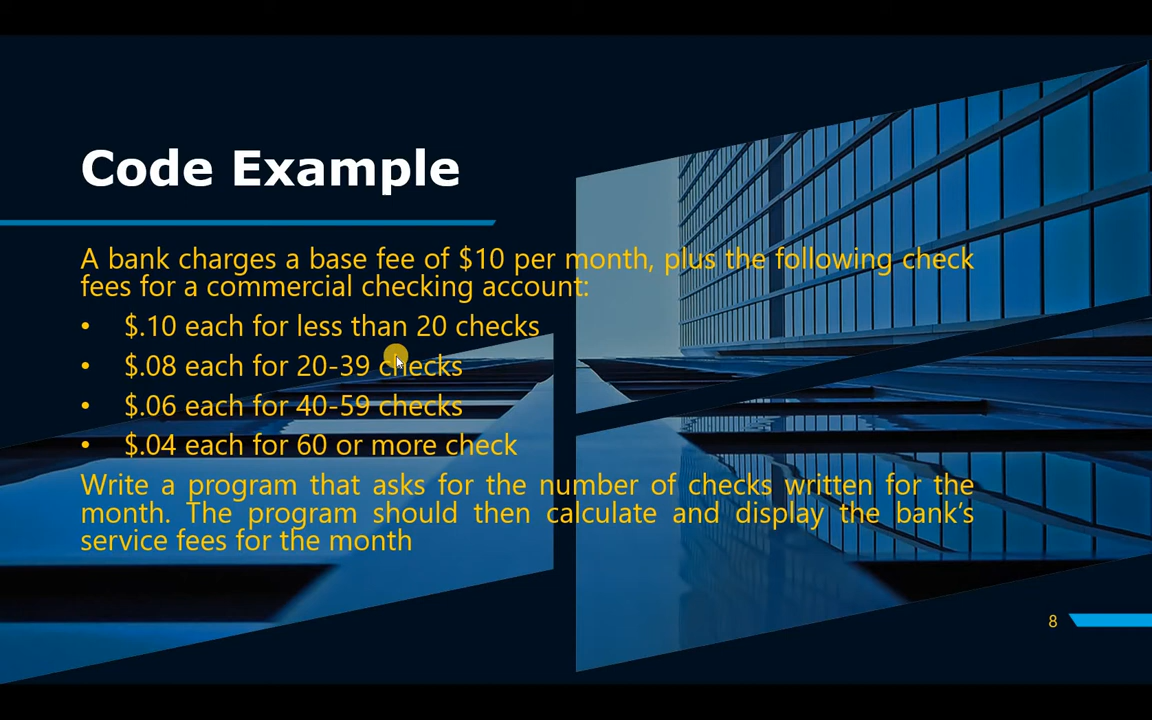 Code Example
A bank charges a base fee of $10 per month, plus the following check
fees for a commercial checking account:
• $.10 each for less than 20 checks
• $.08 each for 20-39 checks
• $.06 each for 40-59 checks
• $.04 each for 60 or more check
Write a program that asks for the number of checks written for the
month. The program should then calculate and display the bank’s
service fees for the month
8